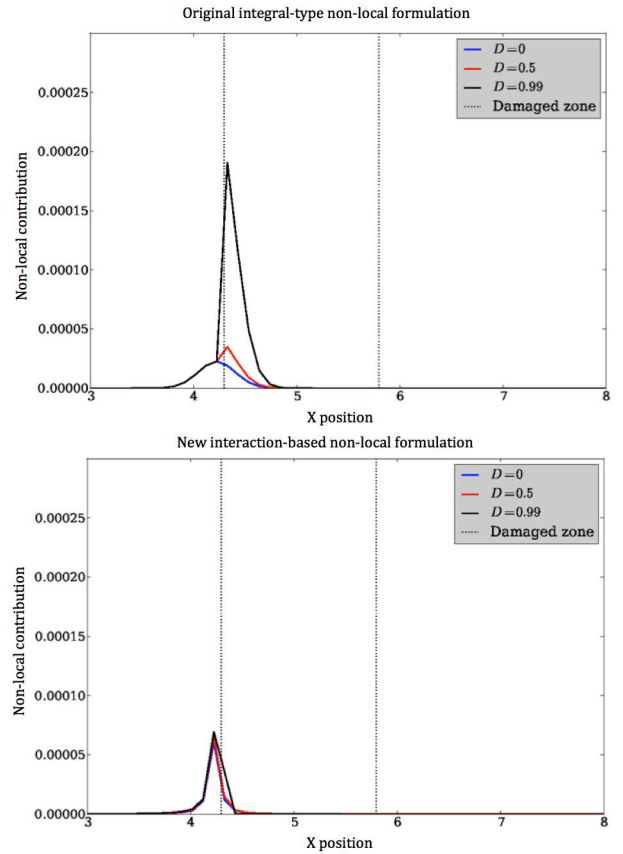 Original integral-type non-local formulation
D=0
D=0.5
D=0.99
Damaged zone
0.00025
0.00020
0.00015
0.00010
0.00005
0.00000
Non-local contribution
3 4 5 6 7 8
X position
New interaction-based non-local formulation
D=0
D=0.5
D=0.99
Damaged zone
0.00025
0.00020
0.00015
0.00010
0.00005
0.00000
Non-local contribution
3 4 5 6 7 8
X position